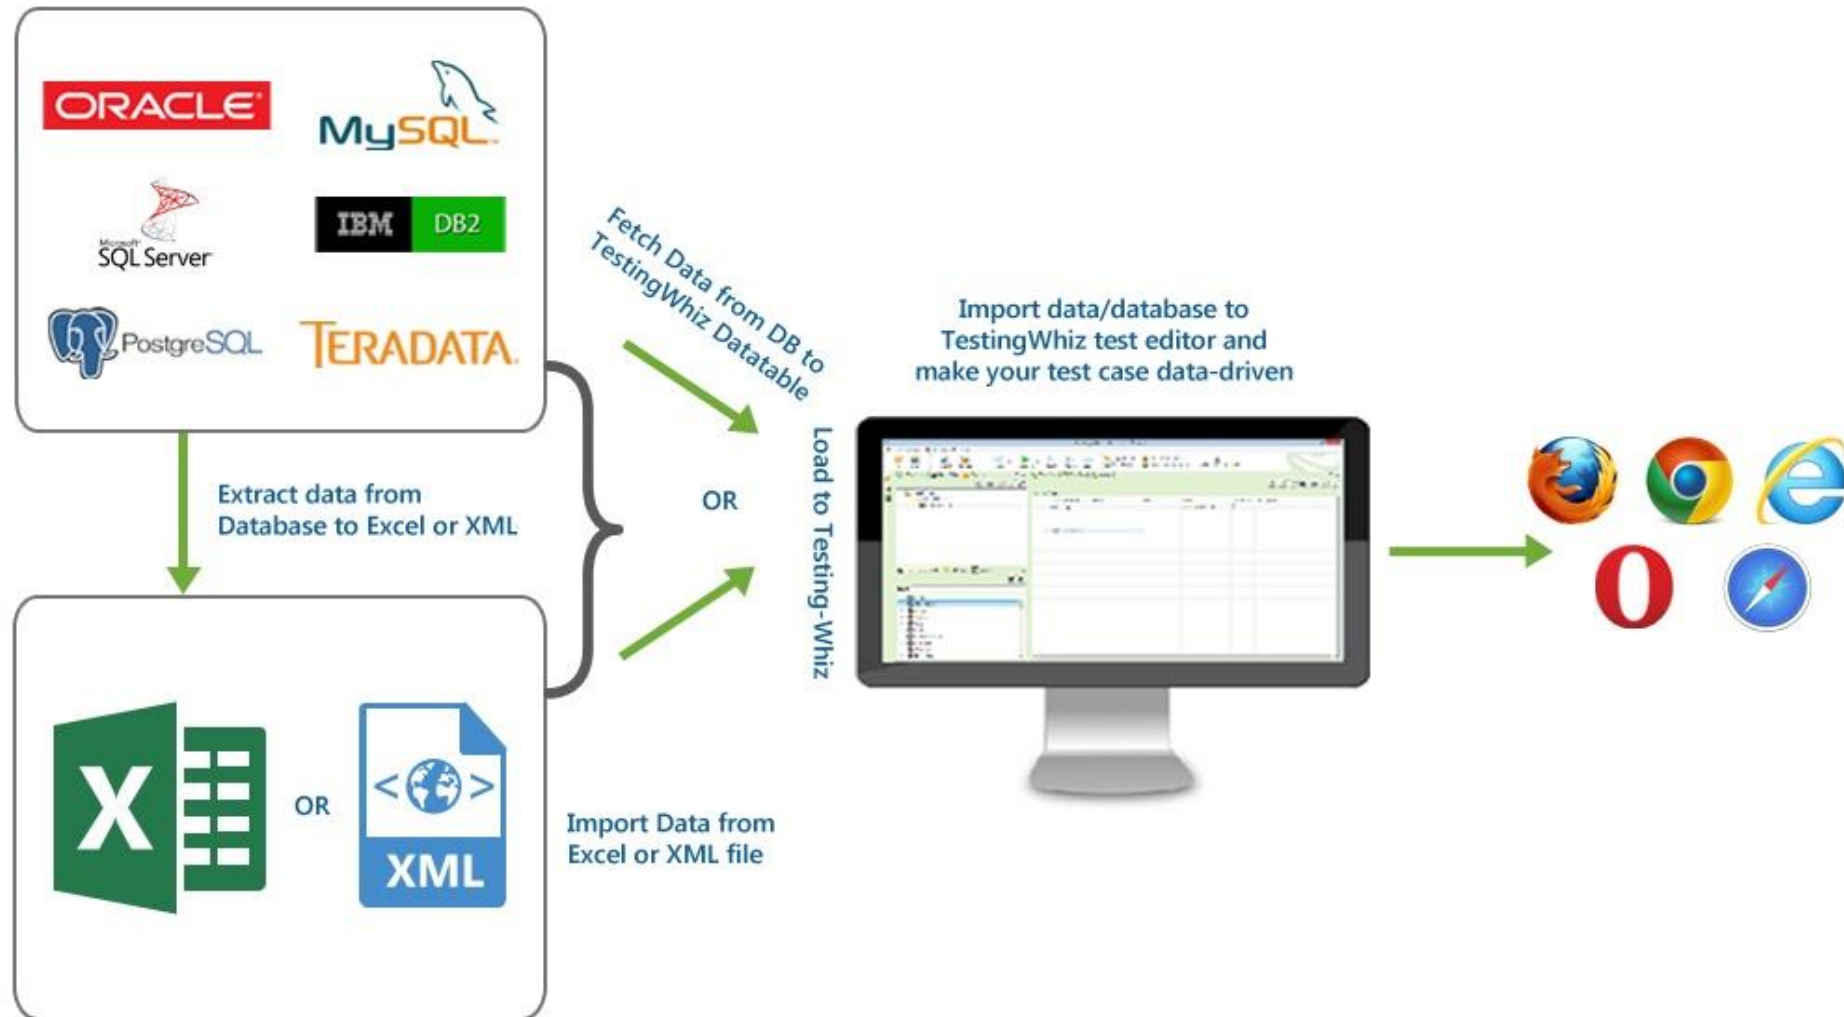 ORACLE
MySQL
Microsoft
SQL Server
IBM DB2
PostgreSQL
TERADATA
Extract data from
Database to Excel or XML
X
OR
XML
Fetch Data from DB to
TestingWhiz Datatable
OR
Import Data from
Excel or XML file
Load to Testing-Whiz
Import data/database to
TestingWhiz test editor and
make your test case data-driven